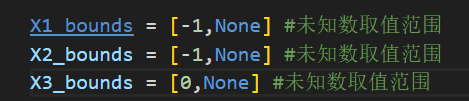 X1_bounds = [-1,None] #未知数取值范围
X2_bounds = [-1,None] #未知数取值范围
X3_bounds = [0,None] #未知数取值范围